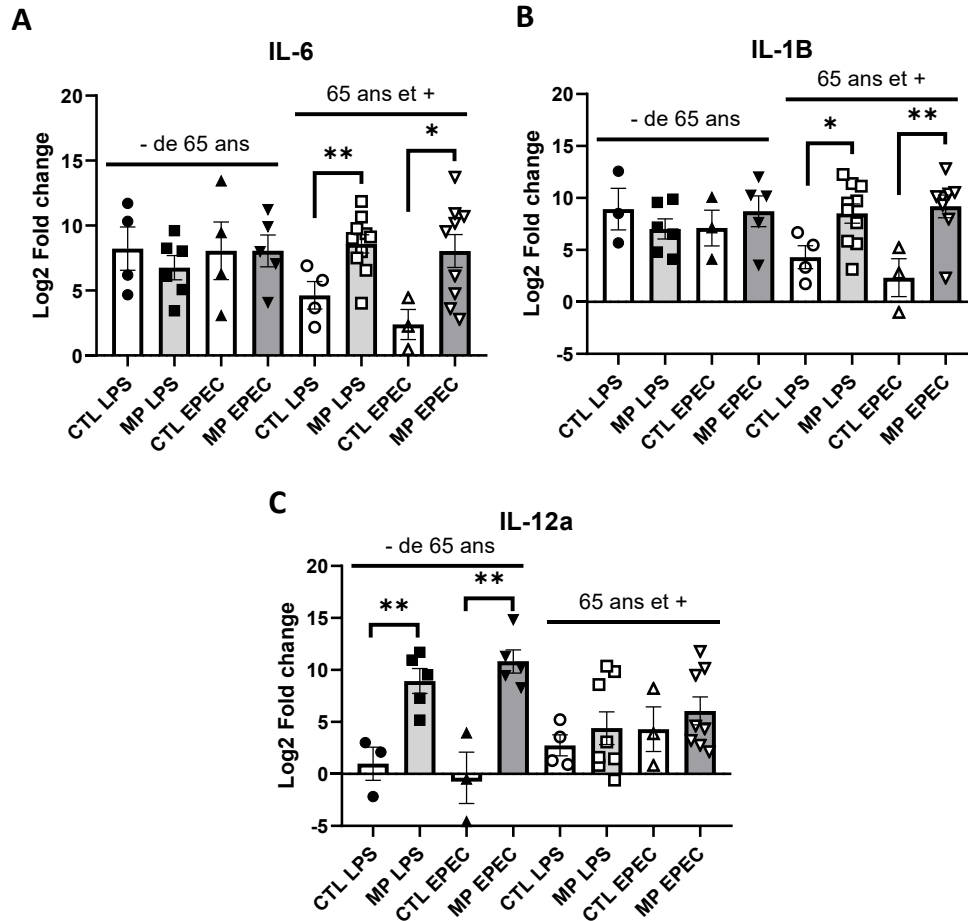 A
IL-6
Log2 Fold change
20
15
10
5
0
- de 65 ans
65 ans et +
**
*
CTL LPS
MP LPS
CTL EPEC
MP EPEC
CTL LPS
MP LPS
CTL EPEC
MP EPEC
B
IL-1B
Log2 Fold change
20
15
10
5
0
-5
- de 65 ans
65 ans et +
*
**
CTL LPS
MP LPS
CTL EPEC
MP EPEC
CTL LPS
MP LPS
CTL EPEC
MP EPEC
C
IL-12a
Log2 Fold change
20
15
10
5
0
-5
- de 65 ans
65 ans et +
**
**
CTL LPS
MP LPS
CTL EPEC
MP EPEC
CTL LPS
MP LPS
CTL EPEC
MP EPEC